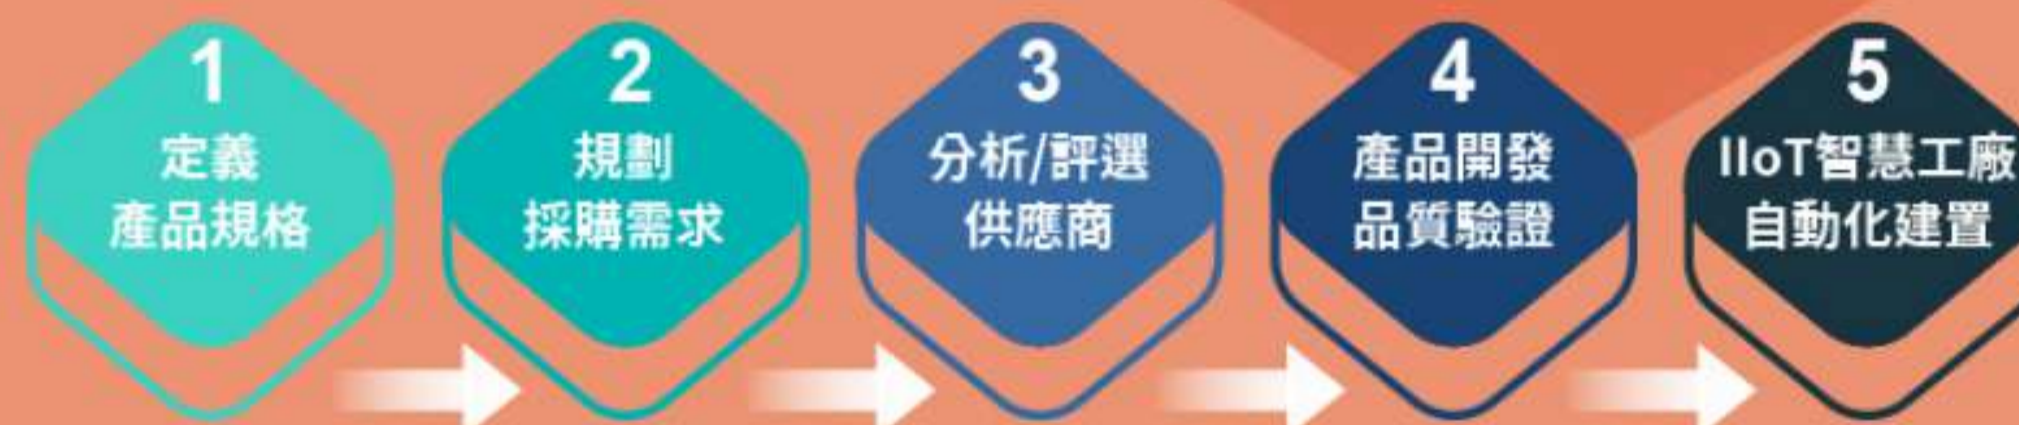 1
定義
產品規格
2
規劃
採購需求
3
分析/評選
供應商
4
產品開發
品質驗證
5
IIoT智慧工廠
自動化建置